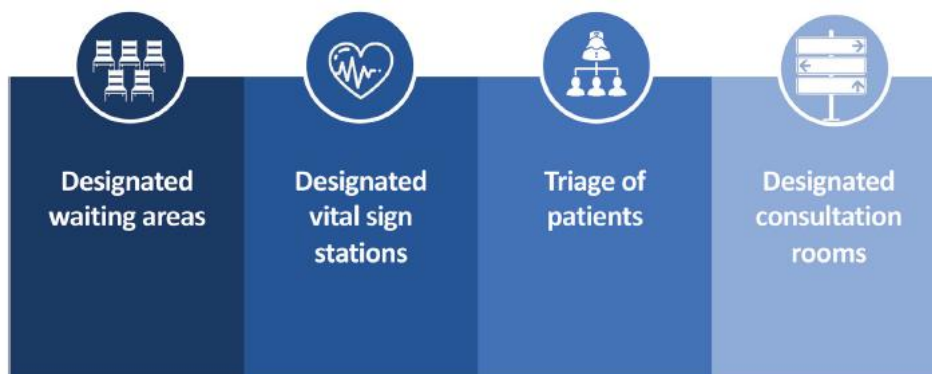 Designated
waiting areas
Designated
vital sign
stations
Triage of
patients
Designated
consultation
rooms